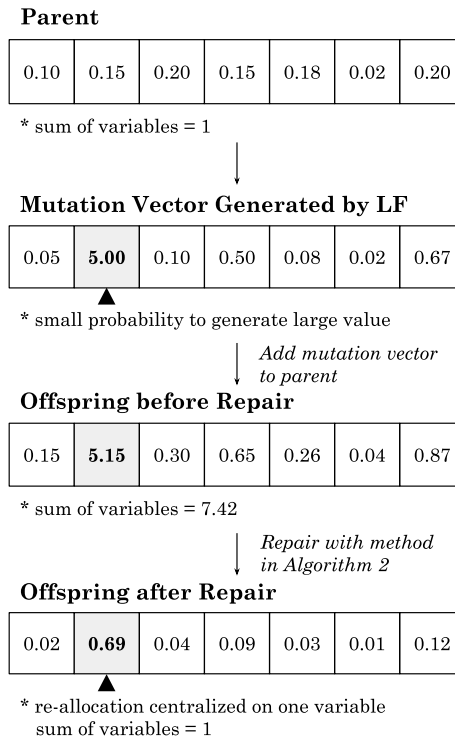 Parent
0.10 0.15 0.20 0.15 0.18 0.02 0.20
* sum of variables = 1
Mutation Vector Generated by LF
0.05 5.00 0.10 0.50 0.08 0.02 0.67
* small probability to generate large value
Add mutation vector
to parent
Offspring before Repair
0.15 5.15 0.30 0.65 0.26 0.04 0.87
* sum of variables = 7.42
Repair with method
in Algorithm 2
Offspring after Repair
0.02 0.69 0.04 0.09 0.03 0.01 0.12
* re-allocation centralized on one variable
sum of variables = 1